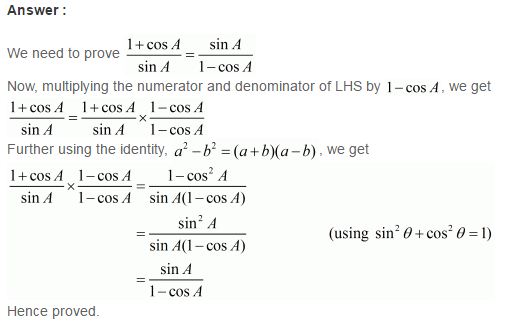 Answer :
We need to prove (1+cos A)/(sin A) = (sin A)/(1−cos A)
Now, multiplying the numerator and denominator of LHS by 1−cos A, we get
(1+cos A)/(sin A) = (1+cos A)/(sin A) × (1−cos A)/(1−cos A)
Further using the identity, a² −b² =(a+b)(a−b), we get
(1+cos A)/(sin A) × (1−cos A)/(1−cos A) = (1−cos² A)/(sin A(1−cos A))
= (sin² A)/(sin A(1−cos A)) (using sin² θ+cos² θ =1)
= (sin A)/(1−cos A)
Hence proved.